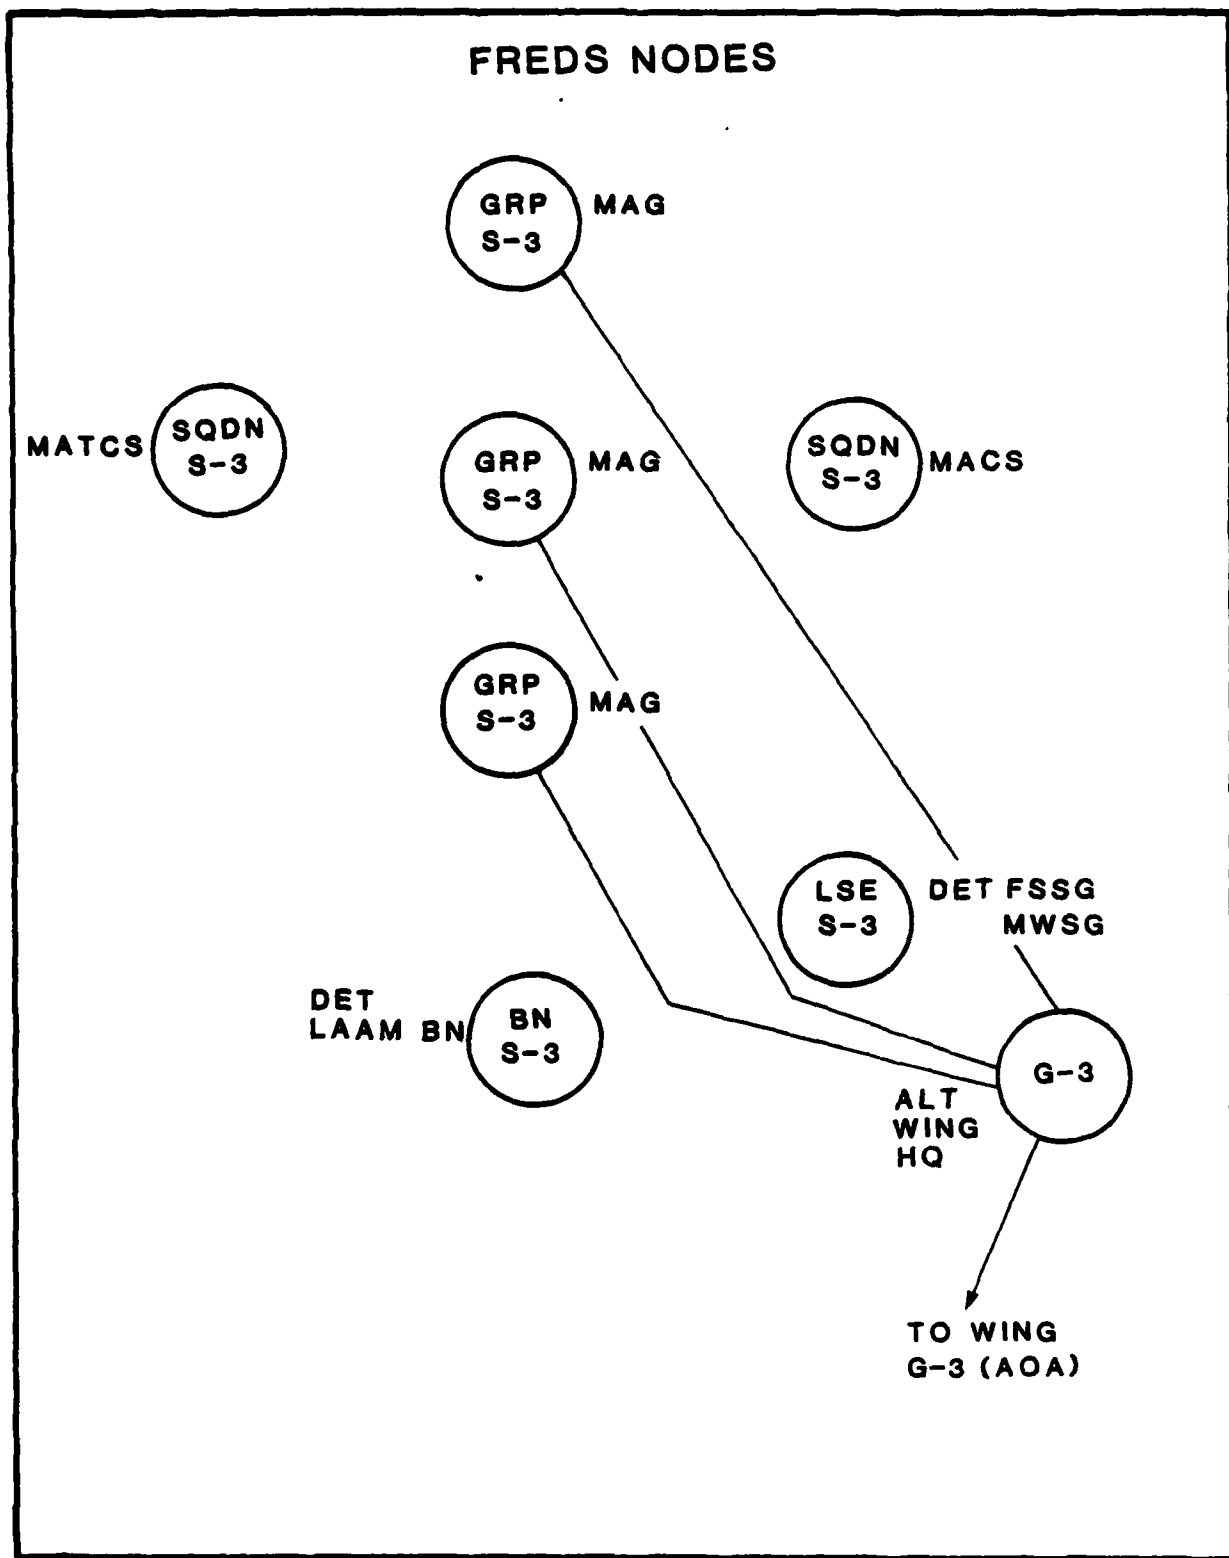 FREDS NODES
GRP
S-3
MAG
MATCS
SQDN
S-3
GRP
S-3
MAG
SQDN
S-3
MACS
GRP
S-3
MAG
LSE
S-3
DET FSSG
MWSG
DET
LAAM BN
BN
S-3
G-3
ALT
WING
HQ
TO WING
G-3 (AOA)